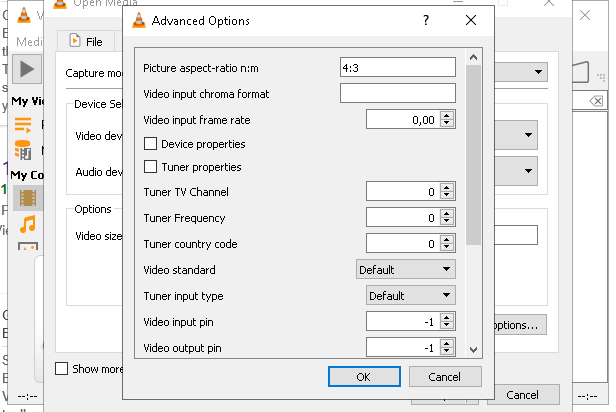 Open Media
Advanced Options
?
Media
File
Picture aspect-ratio n:m
4:3
Capture mo
Video input chroma format
Device Sel
Video input frame rate
0,00
My Vi
Video dev
Device properties
Tuner properties
Audio dev
My Co
Tuner TV Channel
0
Options
Tuner Frequency
0
Video size
Tuner country code
0
Video standard
Default
Tuner input type
Default
Video input pin
-1
ptions...
Video output pin
-1
Show more
OK
Cancel
--:--
Cancel
--:--